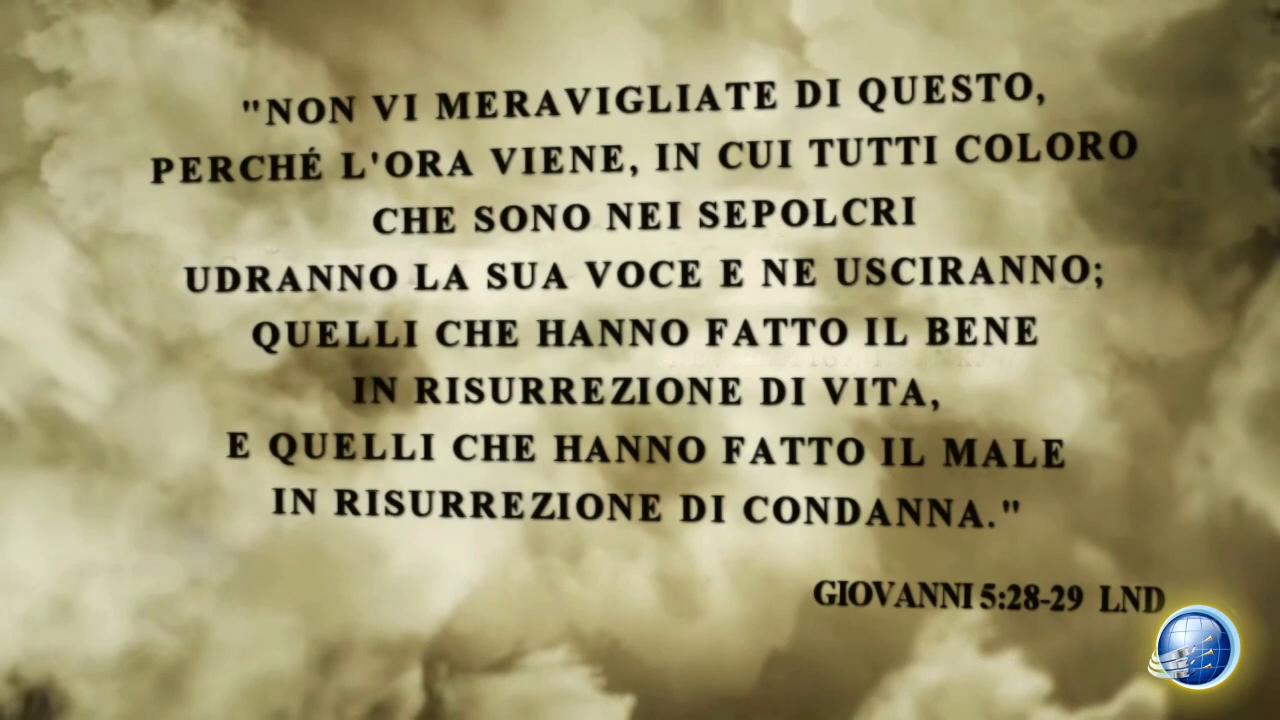 "NON VI MERAVIGLIATE DI QUESTO,
PERCHÉ L'ORA VIENE, IN CUI TUTTI COLORO
CHE SONO NEI SEPOLCRI
UDRANNO LA SUA VOCE E NE USCIRANNO;
QUELLI CHE HANNO FATTO IL BENE
IN RISURREZIONE DI VITA,
E QUELLI CHE HANNO FATTO IL MALE
IN RISURREZIONE DI CONDANNA."
GIOVANNI 5:28-29 LND